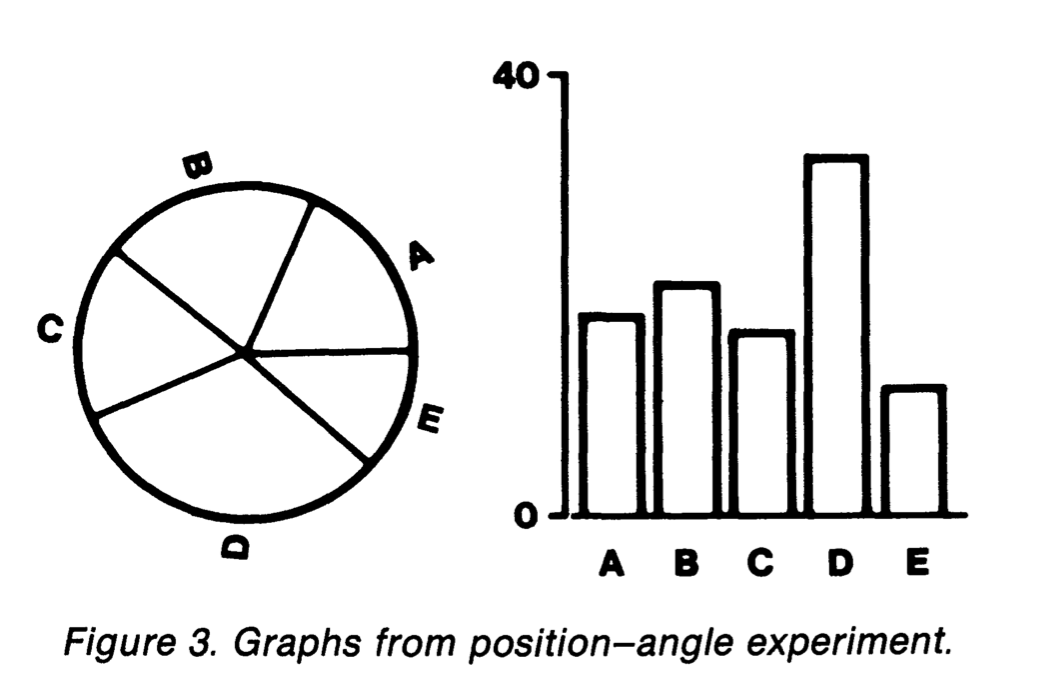 B
A
C
E
D
40
0
A B C D E
Figure 3. Graphs from position–angle experiment.